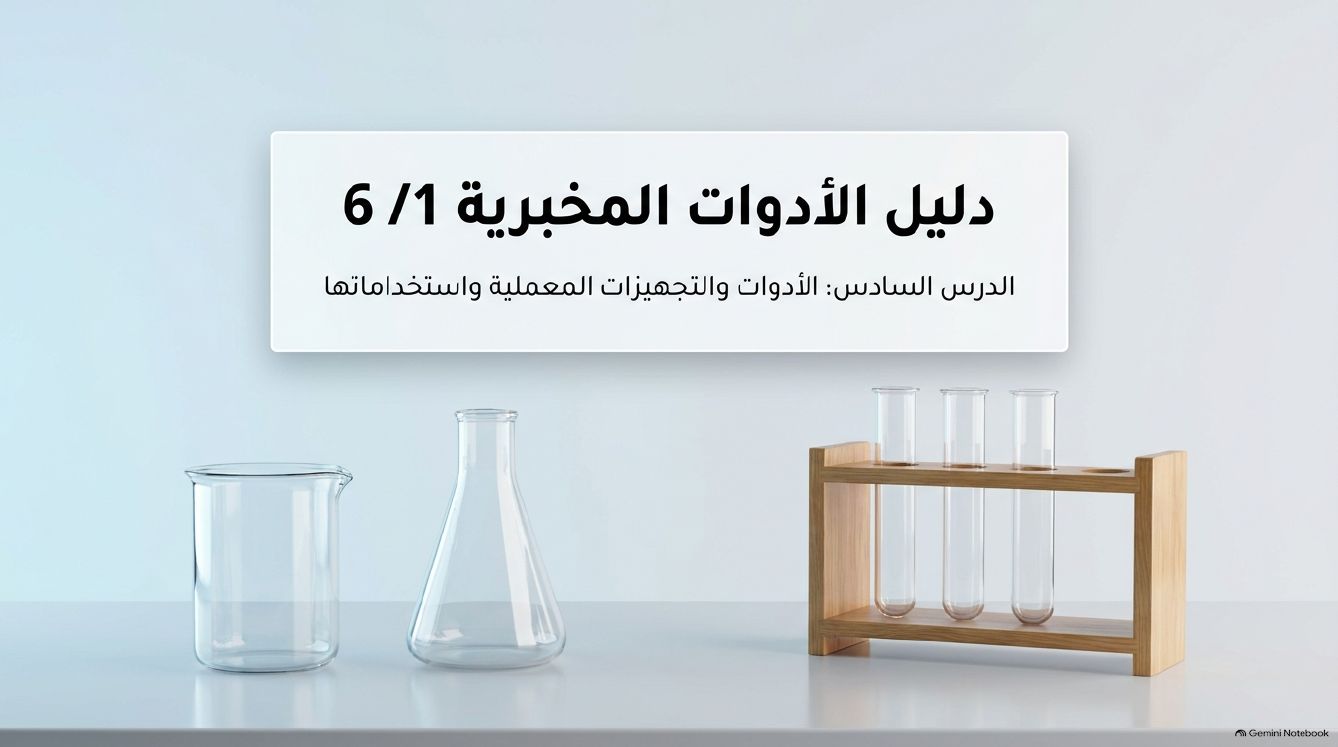 دليل الأدوات المخبرية 1/ 6
الدرس السادس: الأدوات والتجهيزات المعملية واستخداماتها
Gemini Notebook